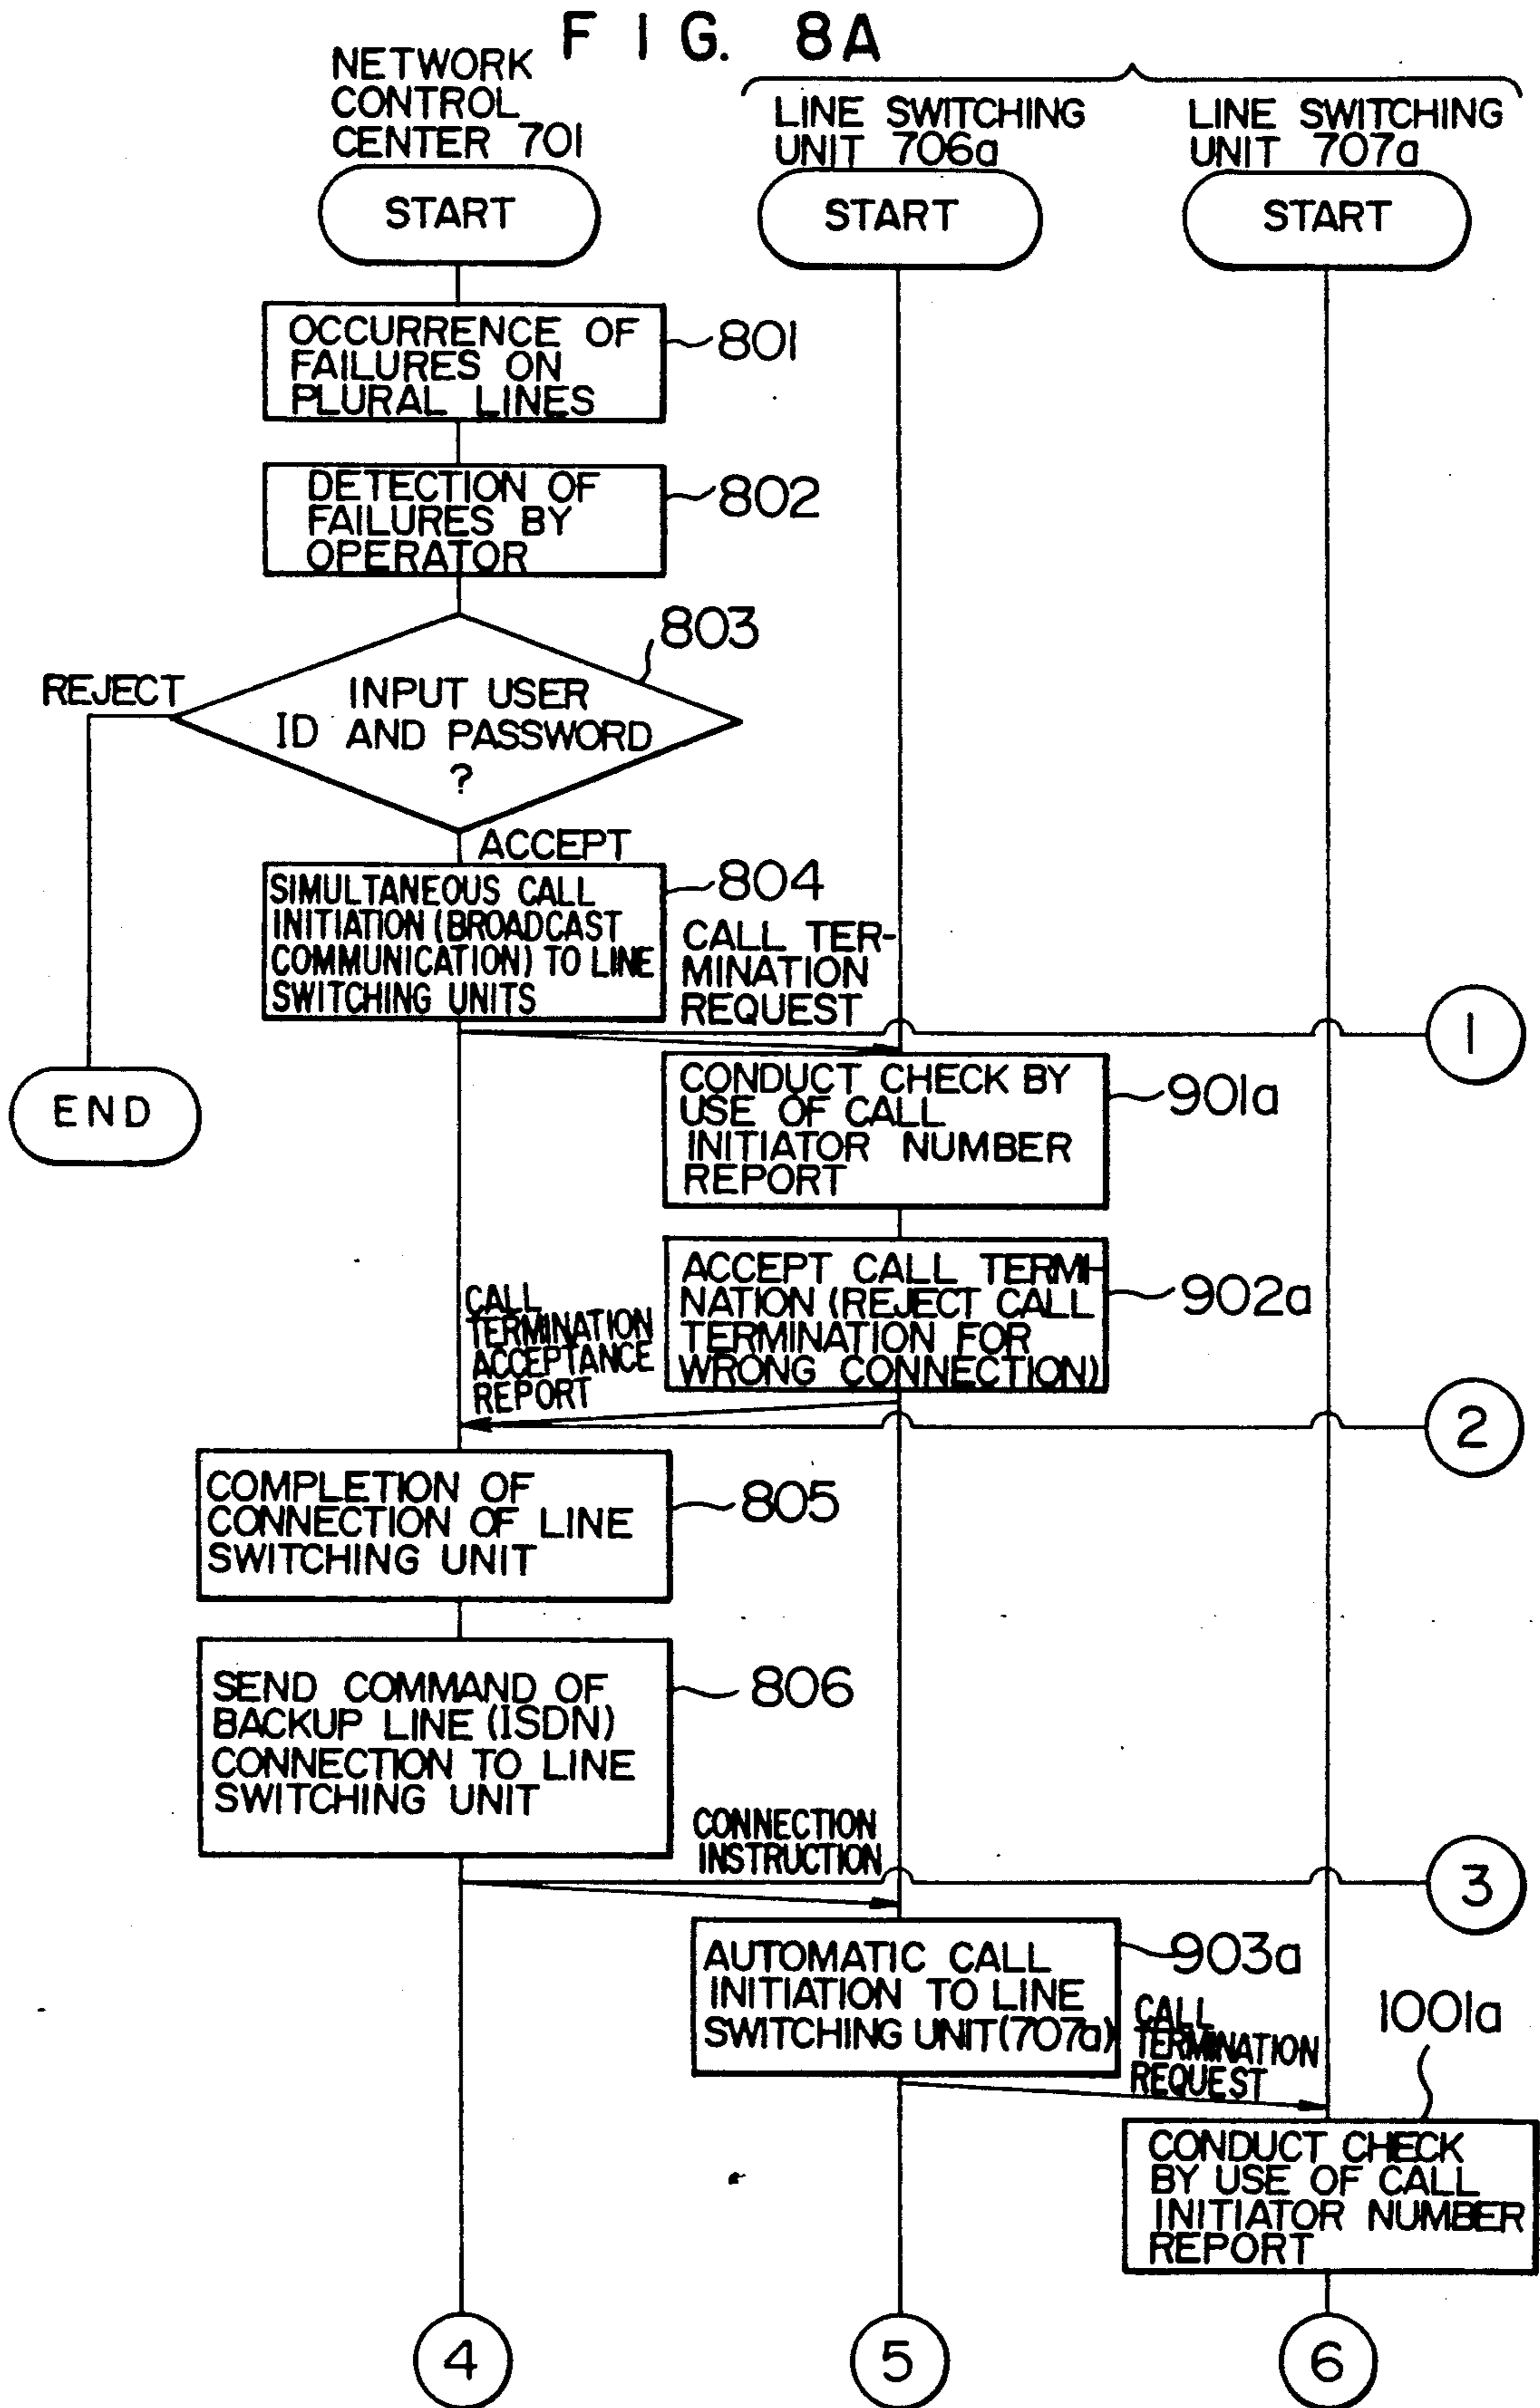 FIG. 8A
NETWORK
CONTROL
CENTER 701
LINE SWITCHING
UNIT 706a
LINE SWITCHING
UNIT 707a
START
START
START
OCCURRENCE OF
FAILURES ON
PLURAL LINES
801
DETECTION OF
FAILURES BY
OPERATOR
802
803
REJECT
INPUT USER
ID AND PASSWORD
?
ACCEPT
SIMULTANEOUS CALL
INITIATION (BROADCAST
COMMUNICATION) TO LINE
SWITCHING UNITS
804
CALL TER-
MINATION
REQUEST
1
END
CONDUCT CHECK BY
USE OF CALL
INITIATOR NUMBER
REPORT
901a
ACCEPT CALL TERMI-
NATION (REJECT CALL
TERMINATION FOR
WRONG CONNECTION)
902a
CALL
TERMINATION
ACCEPTANCE
REPORT
2
COMPLETION OF
CONNECTION OF LINE
SWITCHING UNIT
805
SEND COMMAND OF
BACKUP LINE (ISDN)
CONNECTION TO LINE
SWITCHING UNIT
806
CONNECTION
INSTRUCTION
3
AUTOMATIC CALL
INITIATION TO LINE
SWITCHING UNIT (707a)
903a
CALL
TERMINATION
REQUEST
1001a
CONDUCT CHECK
BY USE OF CALL
INITIATOR NUMBER
REPORT
4
5
6